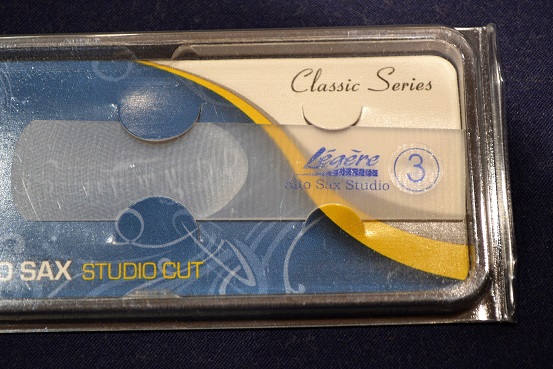 Classic Series
Légère
Alto Sax Studio
3
O SAX STUDIO CUT